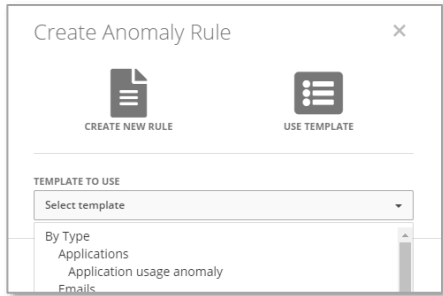 Create Anomaly Rule
CREATE NEW RULE
USE TEMPLATE
TEMPLATE TO USE
Select template
By Type
Applications
Application usage anomaly
Emails